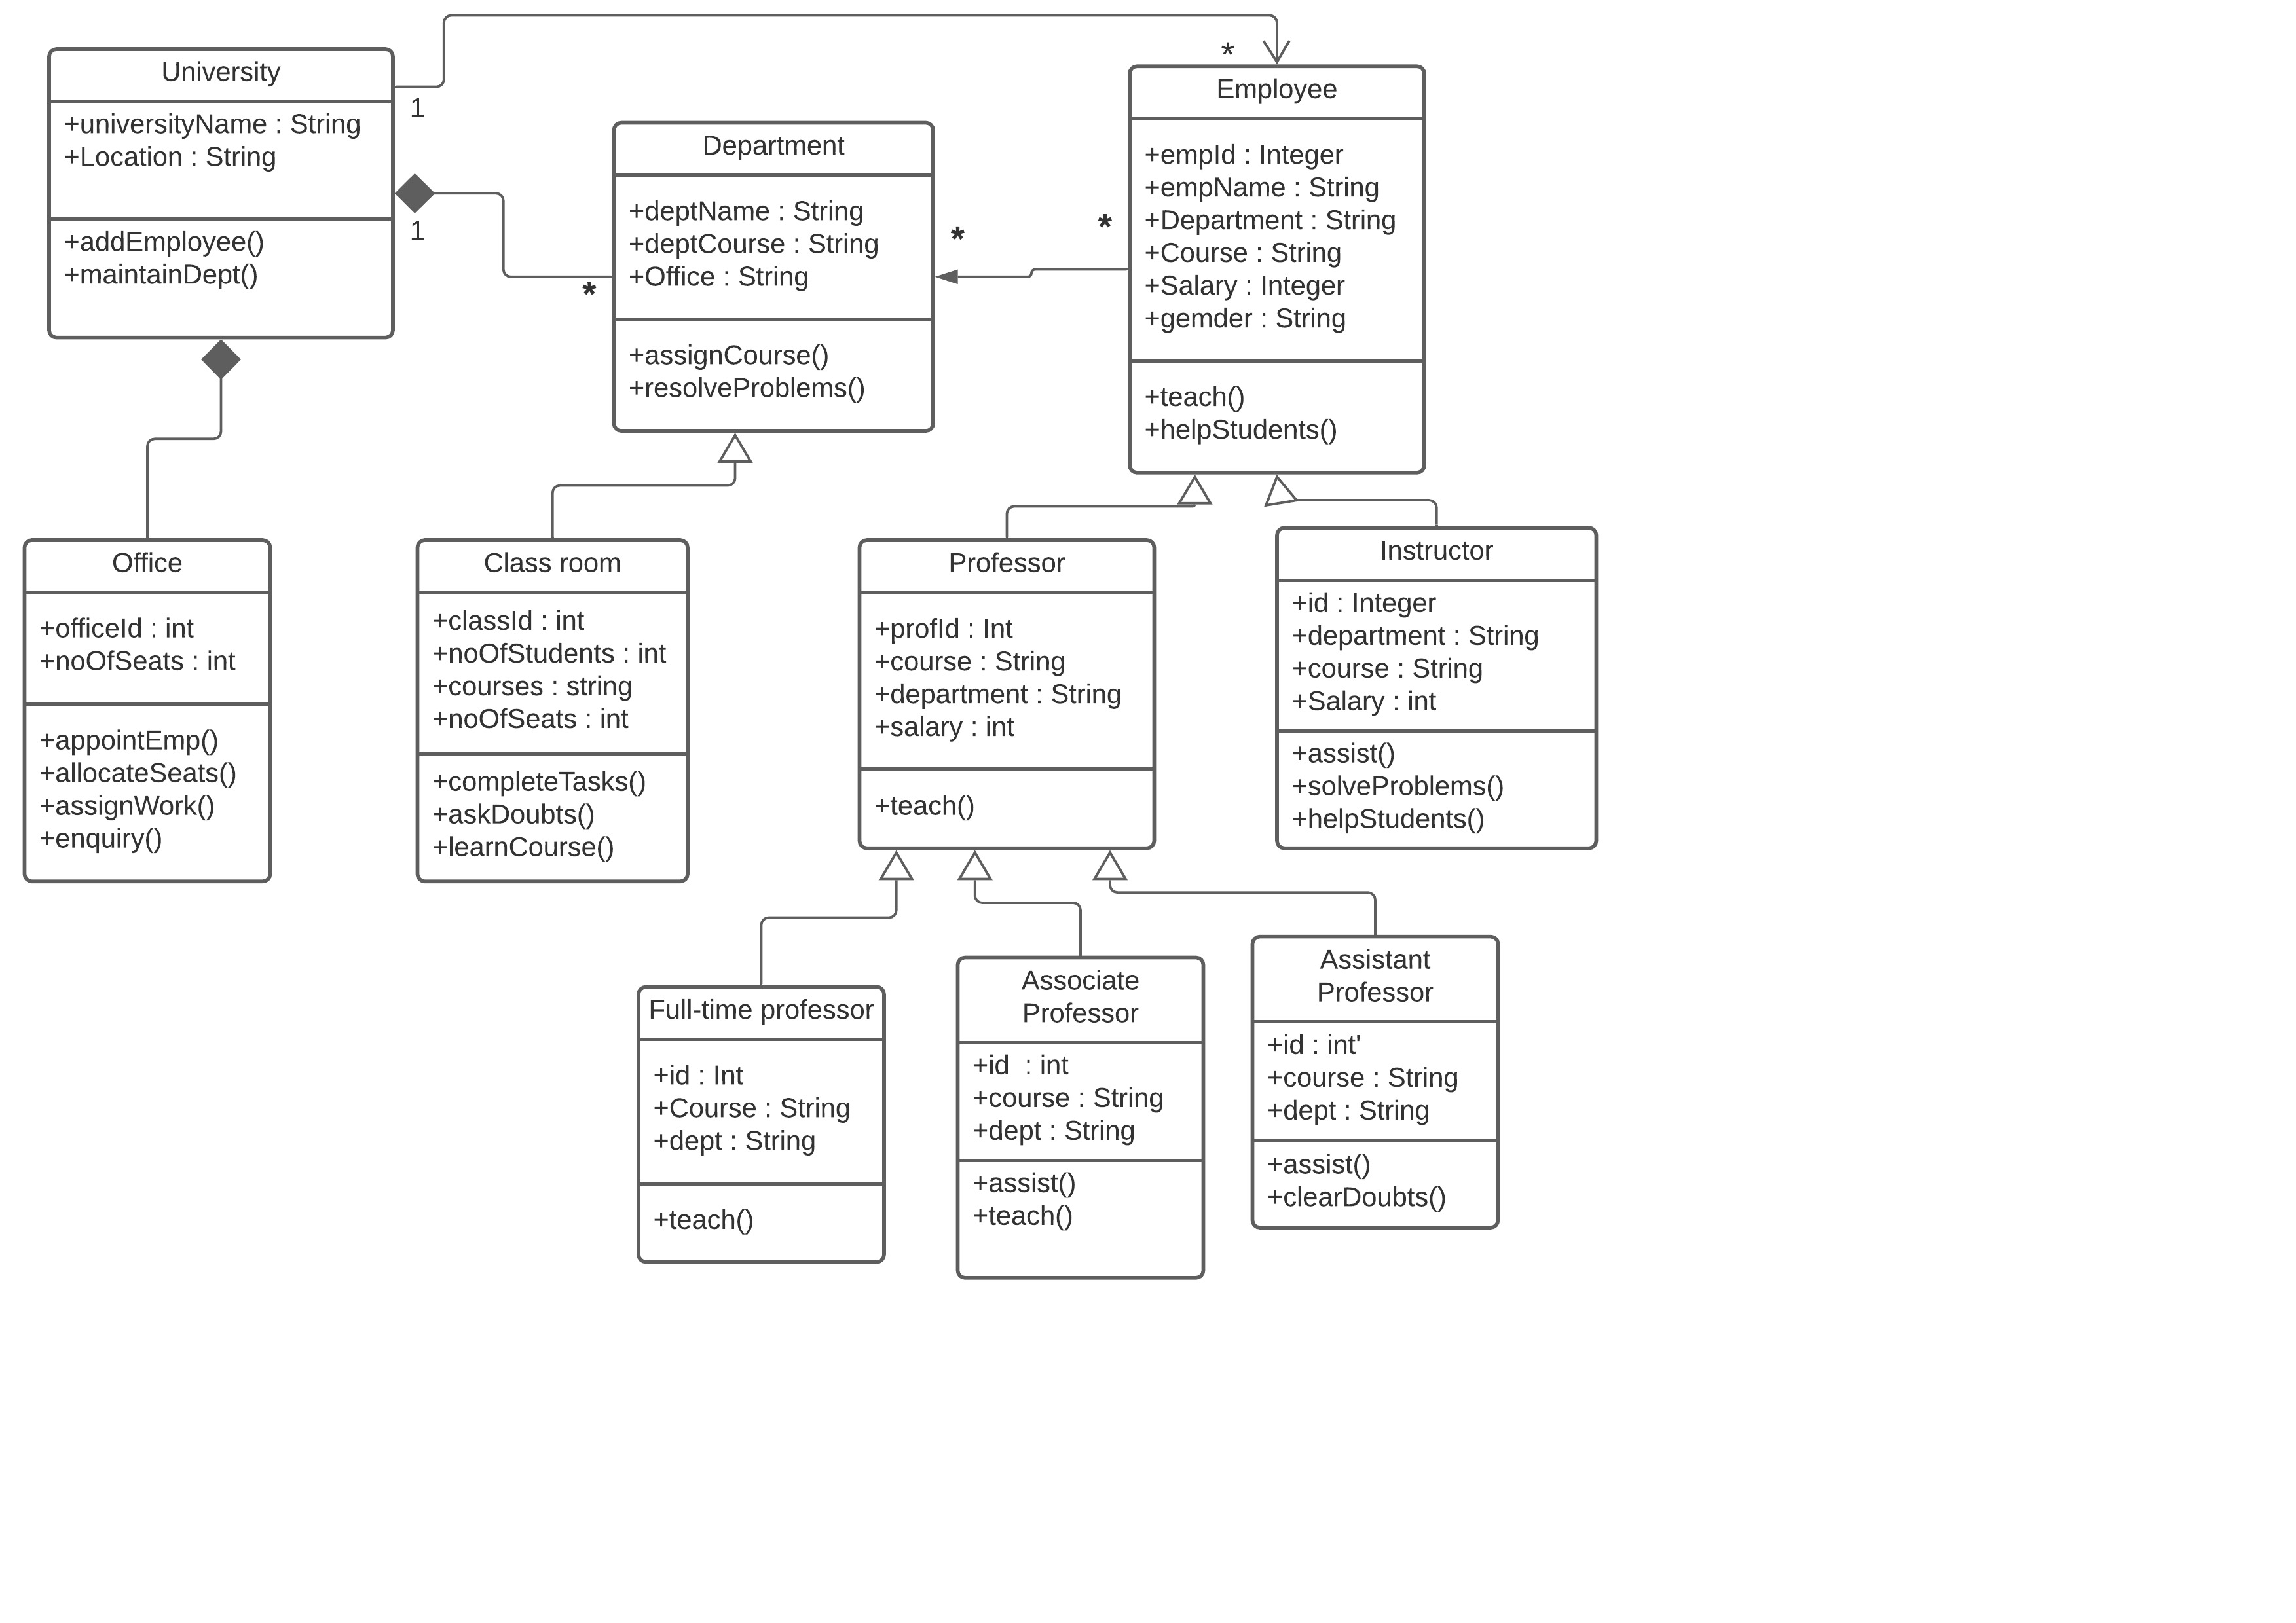 *
University
1
+universityName : String
+Location : String
1
+addEmployee()
+maintainDept()
Department
+deptName : String
+deptCourse : String
+Office : String
*
*
*
+assignCourse()
+resolveProblems()
Employee
+empId : Integer
+empName : String
+Department : String
+Course : String
+Salary : Integer
+gemder : String
+teach()
+helpStudents()
Office
+officeId : int
+noOfSeats : int
+appointEmp()
+allocateSeats()
+assignWork()
+enquiry()
Class room
+classId : int
+noOfStudents : int
+courses : string
+noOfSeats : int
+completeTasks()
+askDoubts()
+learnCourse()
Professor
+profId : Int
+course : String
+department : String
+salary : int
+teach()
Instructor
+id : Integer
+department : String
+course : String
+Salary : int
+assist()
+solveProblems()
+helpStudents()
Full-time professor
+id : Int
+Course : String
+dept : String
+teach()
Associate
Professor
+id  : int
+course : String
+dept : String
+assist()
+teach()
Assistant
Professor
+id : int'
+course : String
+dept : String
+assist()
+clearDoubts()